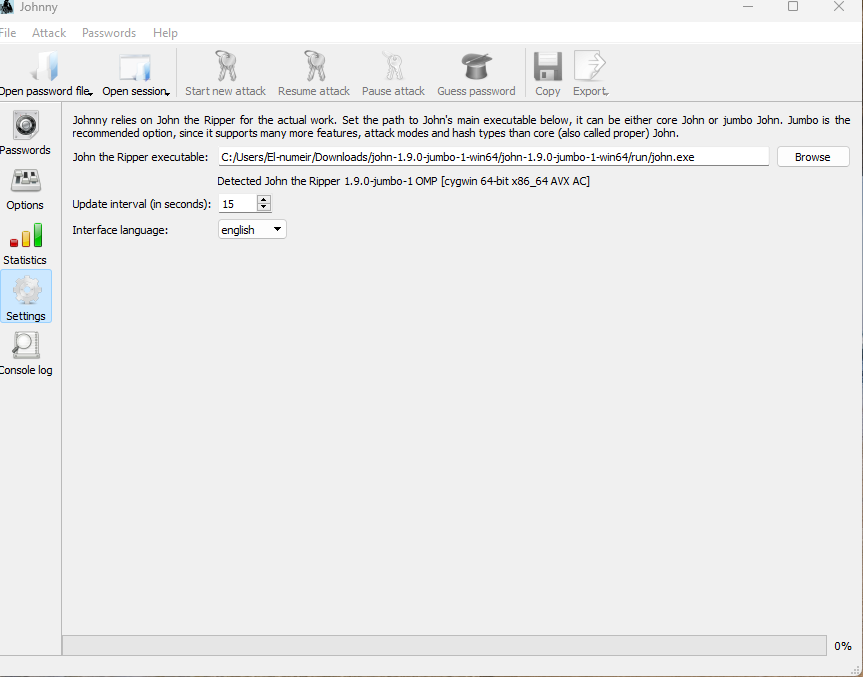 Johnny
File Attack Passwords Help
Open password file Open session Start new attack Resume attack Pause attack Guess password Copy Export
Passwords
Options
Statistics
Settings
Console log
Johnny relies on John the Ripper for the actual work. Set the path to John's main executable below, it can be either core John or jumbo John. Jumbo is the
recommended option, since it supports many more features, attack modes and hash types than core (also called proper) John.
John the Ripper executable: C:/Users/El-numeir/Downloads/john-1.9.0-jumbo-1-win64/john-1.9.0-jumbo-1-win64/run/john.exe Browse
Detected John the Ripper 1.9.0-jumbo-1 OMP [cygwin 64-bit x86_64 AVX AC]
Update interval (in seconds): 15
Interface language: english
0%